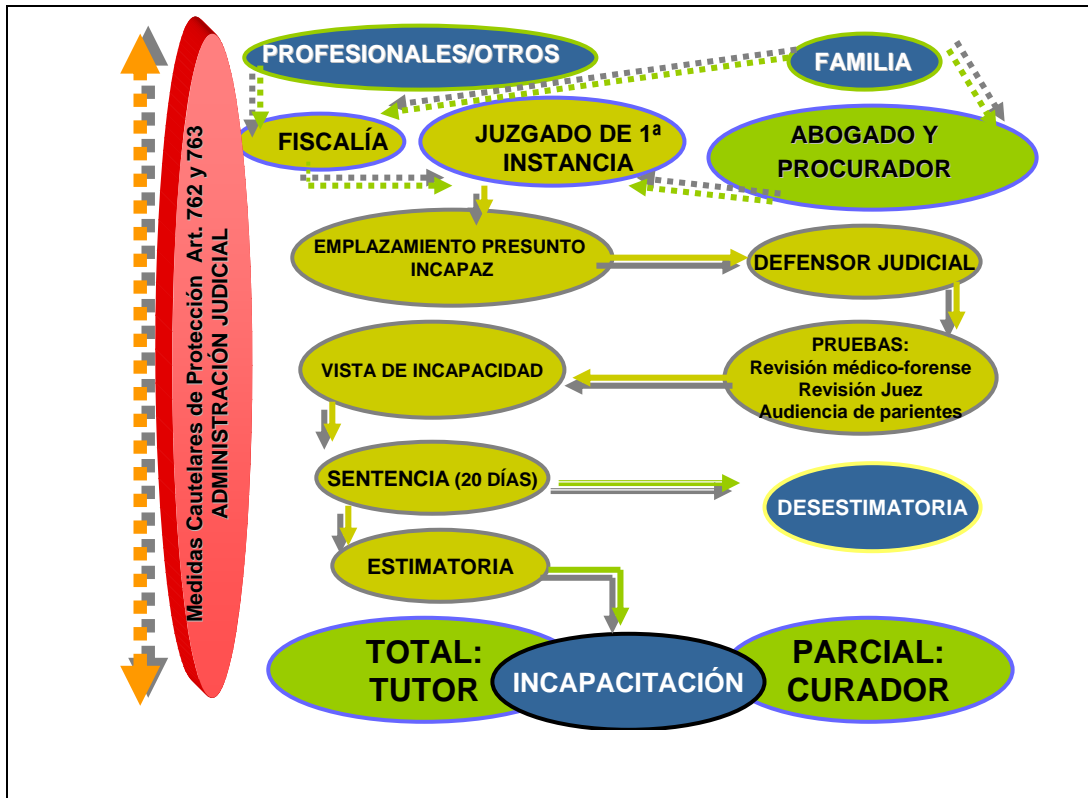 Medidas Cautelares de Protección Art. 762 y 763
ADMINISTRACIÓN JUDICIAL
PROFESIONALES/OTROS
FAMILIA
FISCALÍA
JUZGADO DE 1ª
INSTANCIA
ABOGADO Y
PROCURADOR
EMPLAZAMIENTO PRESUNTO
INCAPAZ
DEFENSOR JUDICIAL
PRUEBAS:
Revisión médico-forense
Revisión Juez
Audiencia de parientes
VISTA DE INCAPACIDAD
SENTENCIA (20 DÍAS)
DESESTIMATORIA
ESTIMATORIA
TOTAL:
TUTOR
INCAPACITACIÓN
PARCIAL:
CURADOR